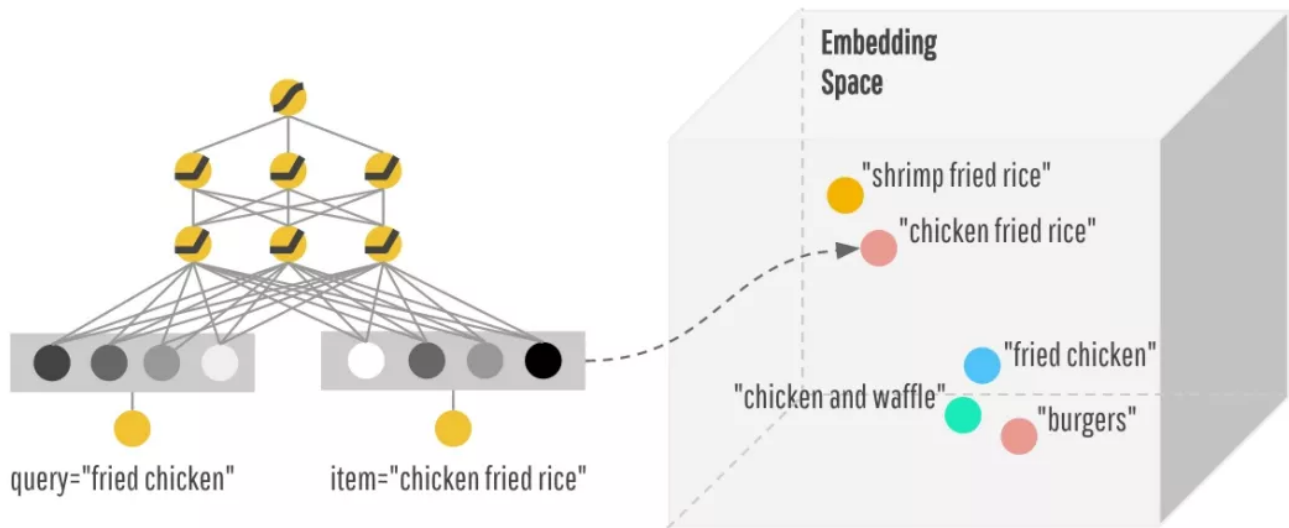 Embedding
Space
"shrimp fried rice"
"chicken fried rice"
"fried chicken"
"chicken and waffle"
"burgers"
query="fried chicken"
item="chicken fried rice"